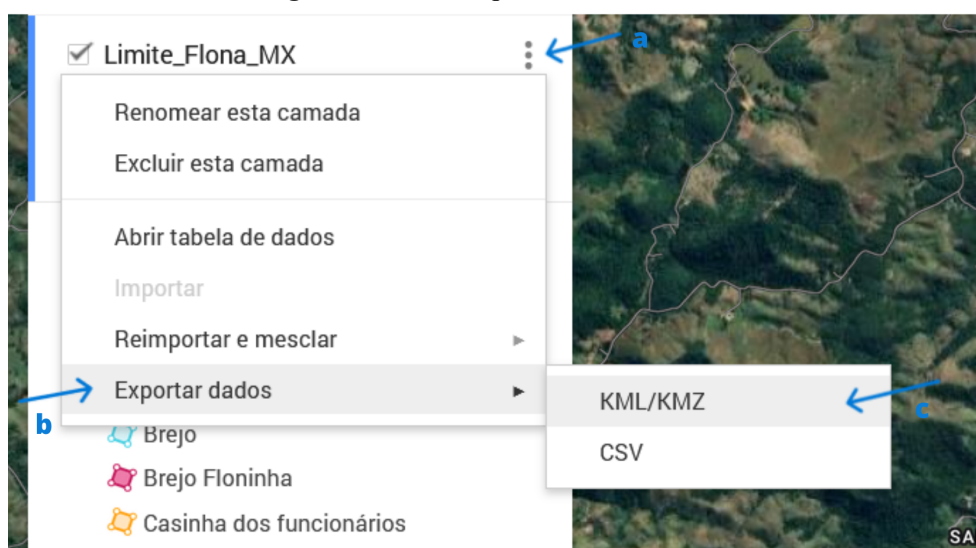 Limite_Flona_MX
a
Renomear esta camada
Excluir esta camada
Abrir tabela de dados
Importar
Reimportar e mesclar
Exportar dados
b
KML/KMZ
c
CSV
Brejo
Brejo Floninha
Casinha dos funcionários
SA